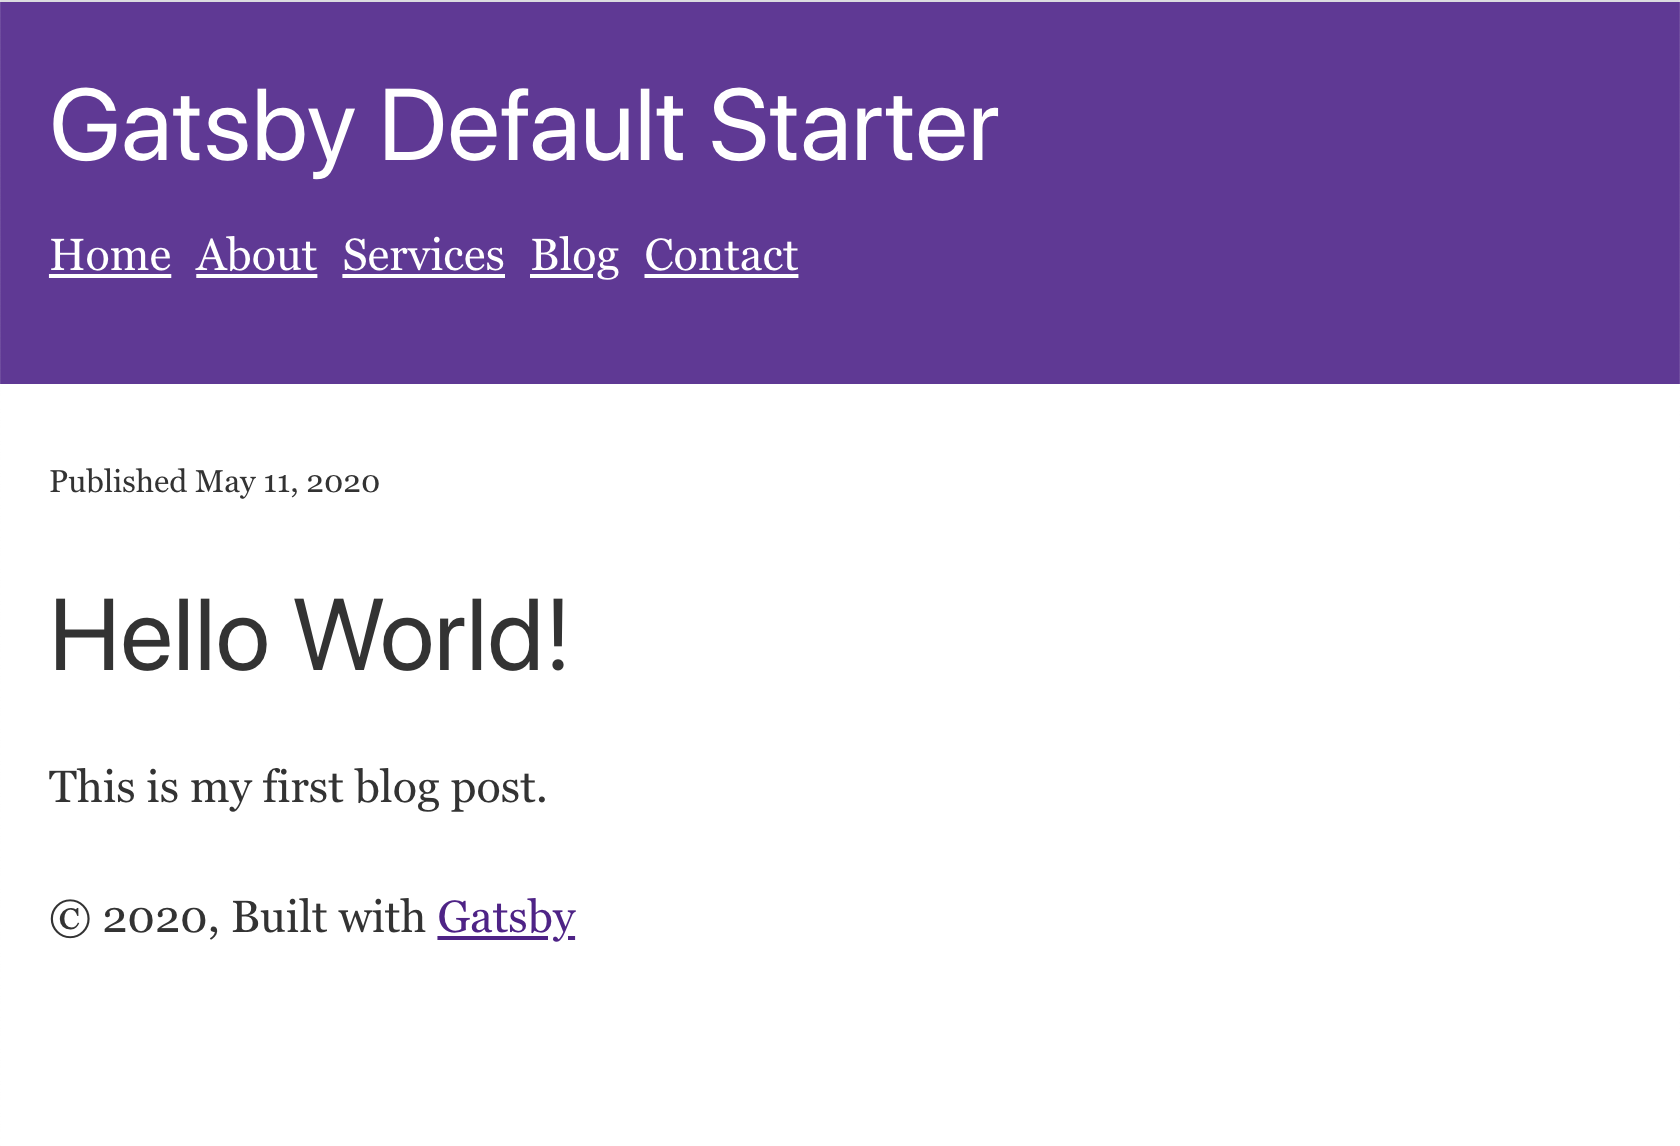 Gatsby Default Starter
Home About Services Blog Contact
Published May 11, 2020
Hello World!
This is my first blog post.
© 2020, Built with Gatsby